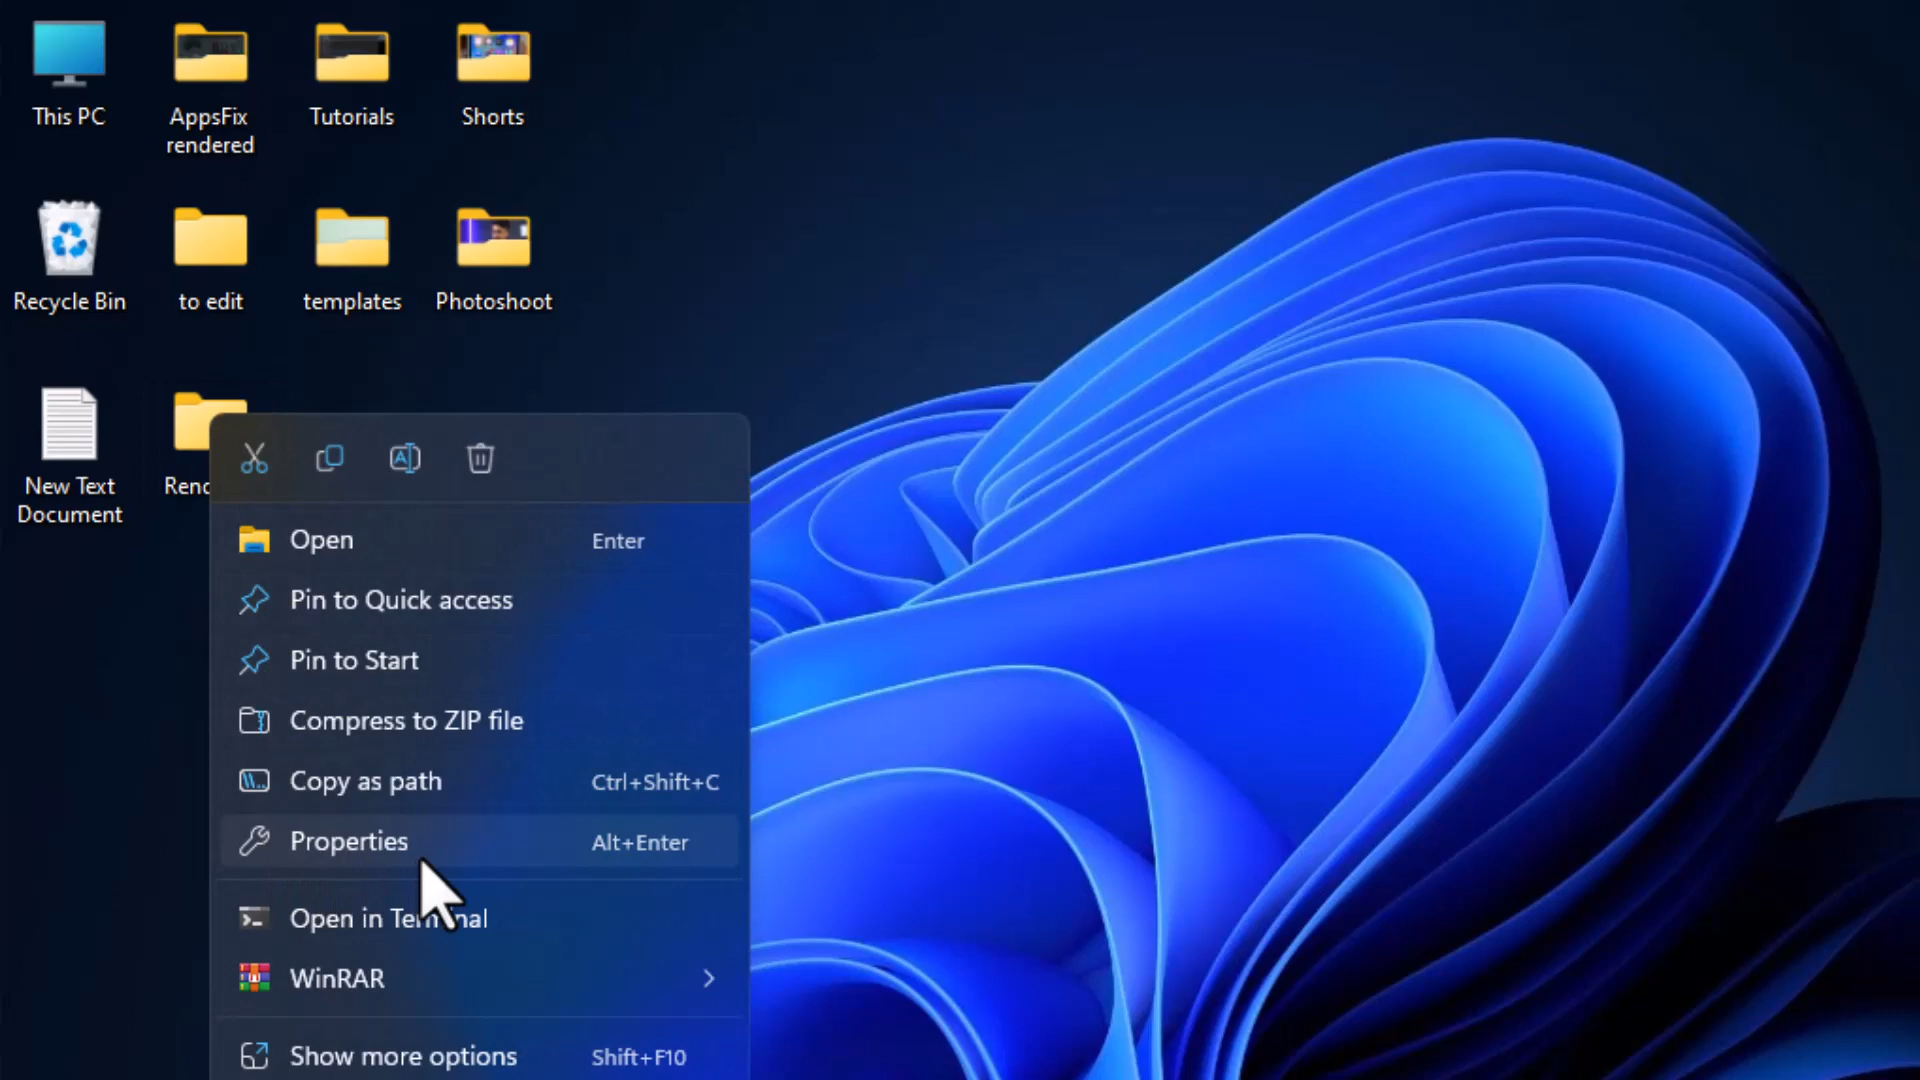 This PC
AppsFix
rendered
Tutorials
Shorts
Recycle Bin
to edit
templates
Photoshoot
New Text
Document
Open Enter
Pin to Quick access
Pin to Start
Compress to ZIP file
Copy as path Ctrl+Shift+C
Properties Alt+Enter
Open in
WinRAR
Show more options Shift+F10